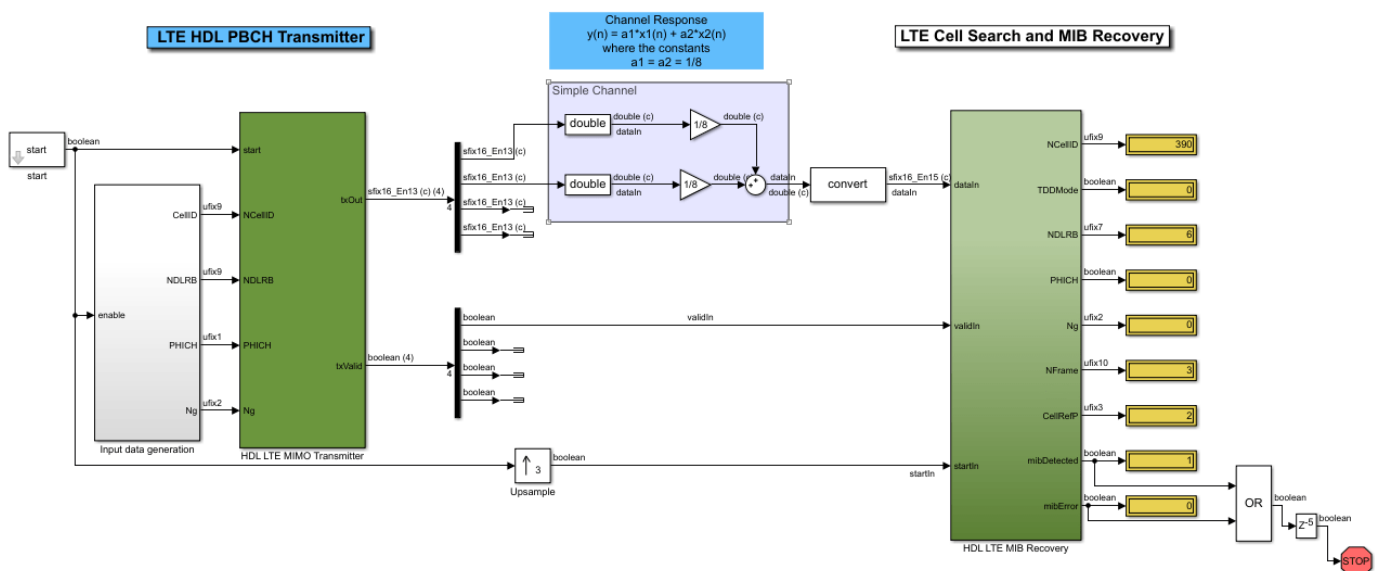 LTE HDL PBCH Transmitter
Channel Response
y(n) = a1*x1(n) + a2*x2(n)
where the constants
a1 = a2 = 1/8
LTE Cell Search and MIB Recovery
start
boolean
start
enable
CellID
NDLRB
PHICH
Ng
Input data generation
ufix9
ufix9
ufix1
ufix2
start
NCellID
NDLRB
PHICH
Ng
txOut
txValid
HDL LTE MIMO Transmitter
sfix16_En13 (c) (4)
4
boolean (4)
4
sfix16_En13 (c)
sfix16_En13 (c)
sfix16_En13 (c)
sfix16_En13 (c)
boolean
boolean
boolean
boolean
Simple Channel
double
double (c)
dataIn
1/8
double (c)
double
double (c)
dataIn
1/8
double (c)
++
dataIn
double (c)
convert
sfix16_En15 (c)
dataIn
validIn
3
Upsample
boolean
startIn
dataIn
validIn
startIn
NCellID
TDDMode
NDLRB
PHICH
Ng
NFrame
CellRefP
mibDetected
mibError
HDL LTE MIB Recovery
ufix9
390
boolean
0
ufix7
6
boolean
0
ufix2
0
ufix10
3
ufix3
2
boolean
1
boolean
0
OR
boolean
Z-5
boolean
STOP